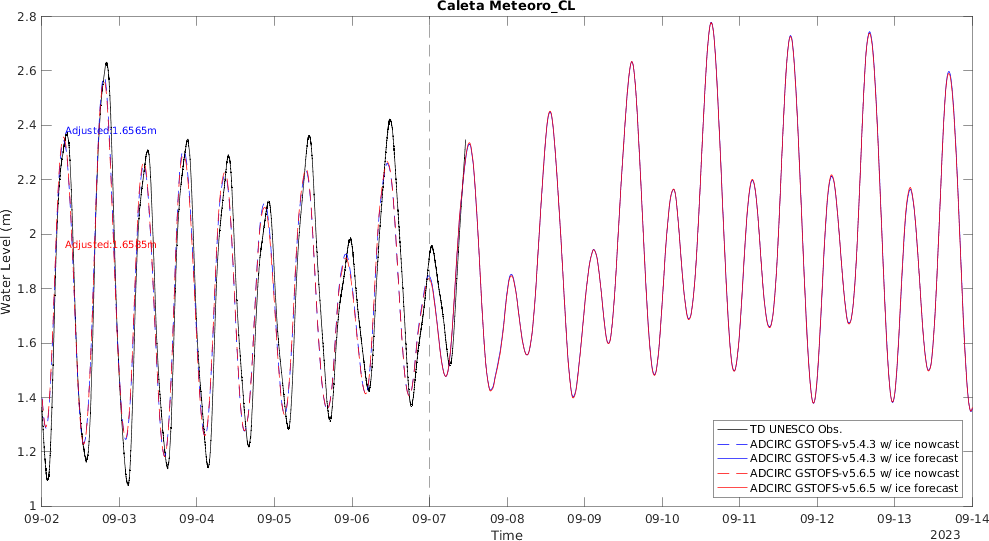 Caleta Meteoro_CL
Water Level (m)
2.8
2.6
2.4
2.2
2
1.8
1.6
1.4
1.2
1
Adjusted:1.6565m
Adjusted:1.6585m
TD UNESCO Obs.
ADCIRC GSTOFS-v5.4.3 w/ ice nowcast
ADCIRC GSTOFS-v5.4.3 w/ ice forecast
ADCIRC GSTOFS-v5.6.5 w/ ice nowcast
ADCIRC GSTOFS-v5.6.5 w/ ice forecast
09-02 09-03 09-04 09-05 09-06 09-07 09-08 09-09 09-10 09-11 09-12 09-13 09-14
Time
2023